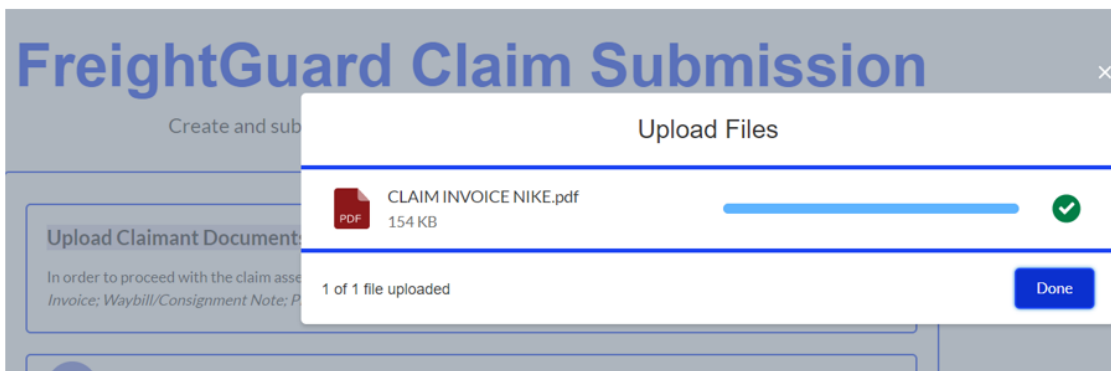 FreightGuard Claim Submission
Create and sub
Upload Files
PDF
CLAIM INVOICE NIKE.pdf
154 KB
Upload Claimant Documents
In order to proceed with the claim asse
Invoice; Waybill/Consignment Note; P
1 of 1 file uploaded
Done